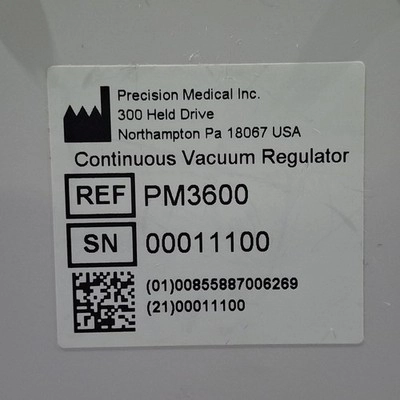 Precision Medical Inc.
300 Held Drive
Northampton Pa 18067 USA
Continuous Vacuum Regulator
REF PM3600
SN 00011100
(01)00855887006269
(21)00011100